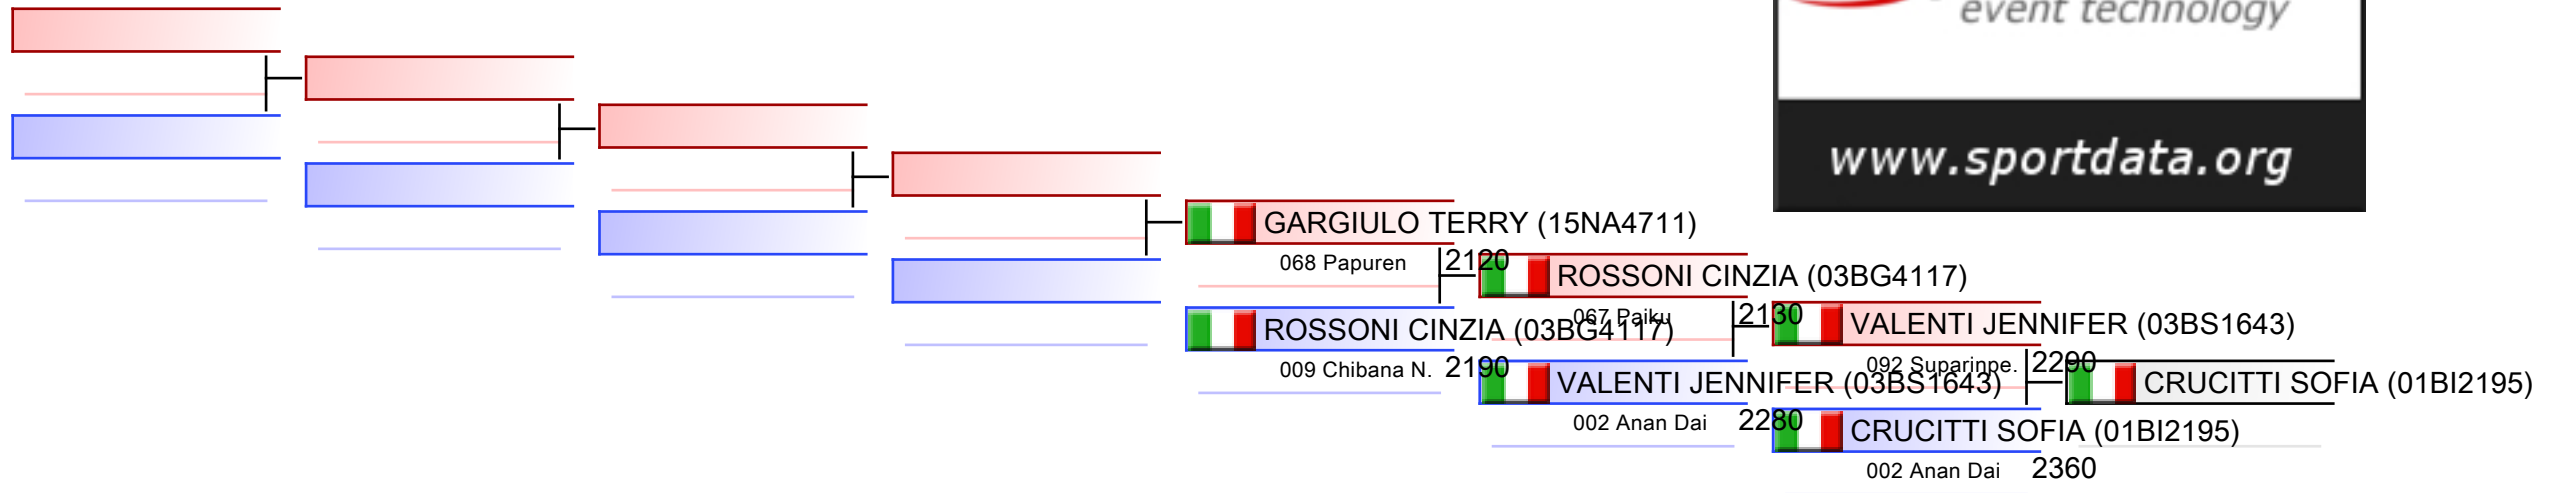 event technology
www.sportdata.org
GARGIULO TERRY (15NA4711)
068 Papuren 2120
ROSSONI CINZIA (03BG4117)
067 Paiku 2130
ROSSONI CINZIA (03BG4117)
009 Chibana N. 2190
VALENTI JENNIFER (03BS1643)
092 Suparinpe. 2290
VALENTI JENNIFER (03BS1643)
002 Anan Dai 2280
CRUCITTI SOFIA (01BI2195)
CRUCITTI SOFIA (01BI2195)
002 Anan Dai 2360